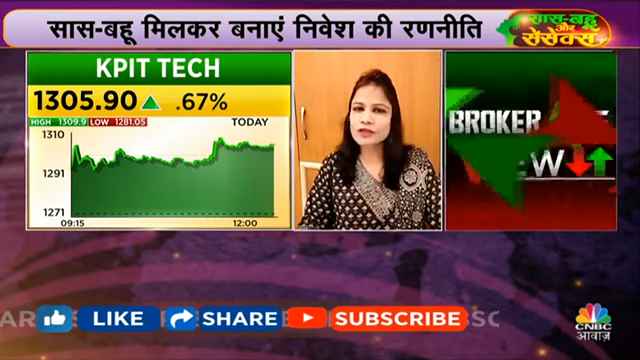 सास-बहू मिलकर बनाएं निवेश की रणनीति
सास-बहू
और
सेंसेक्स
KPIT TECH
1305.90 .67%
HIGH 1309.9 LOW 1281.05 TODAY
1310
1291
1271
09:15 12:00
BROKER
LIKE SHARE SUBSCRIBE
CNBC
आवाज़